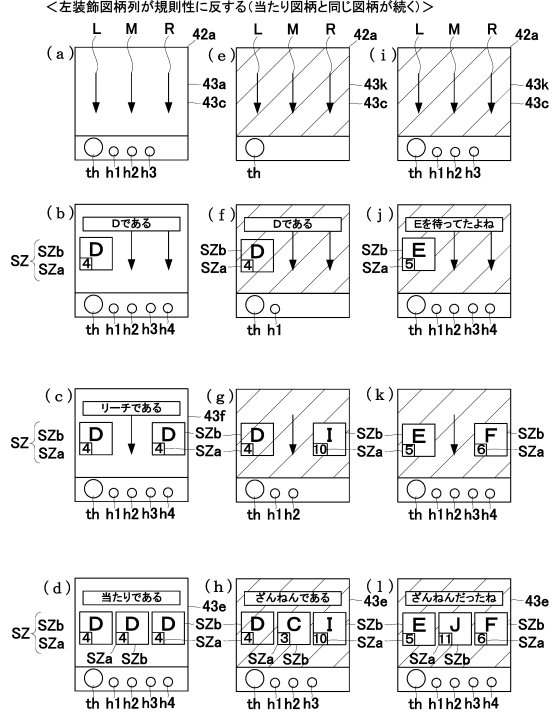 <左装飾図柄列が規則性に反する(当たり図柄と同じ図柄が続く)>
L M R 42a L M R 42a L M R 42a
(a) (e) (i)
43a 43k 43k
43c 43c 43c
th h1 h2 h3 th th h1 h2 h3
(b) (f) (j)
Dである Dである Eを待ってたよね
SZ SZb D SZb D SZb E
SZa 4 SZa 4 SZa 5
th h1 h2 h3 h4 th h1 th h1 h2 h3 h4
(c) (g) (k)
リーチである 43f
SZ SZb D D SZb D I SZb E F SZb
SZa 4 4 SZa 4 10 SZa 5 6 SZa
th h1 h2 h3 h4 th h1 h2 th h1 h2 h3 h4
(d) (h) (l)
当たりである 43e ざんねんである 43e ざんねんだったね 43e
SZ SZb D D D SZb D C I SZb E J F SZb
SZa 4 4 4 SZa 4 3 10 SZa 5 11 6 SZa
SZa SZb SZa SZb SZa SZb
th h1 h2 h3 h4 th h1 h2 h3 th h1 h2 h3 h4